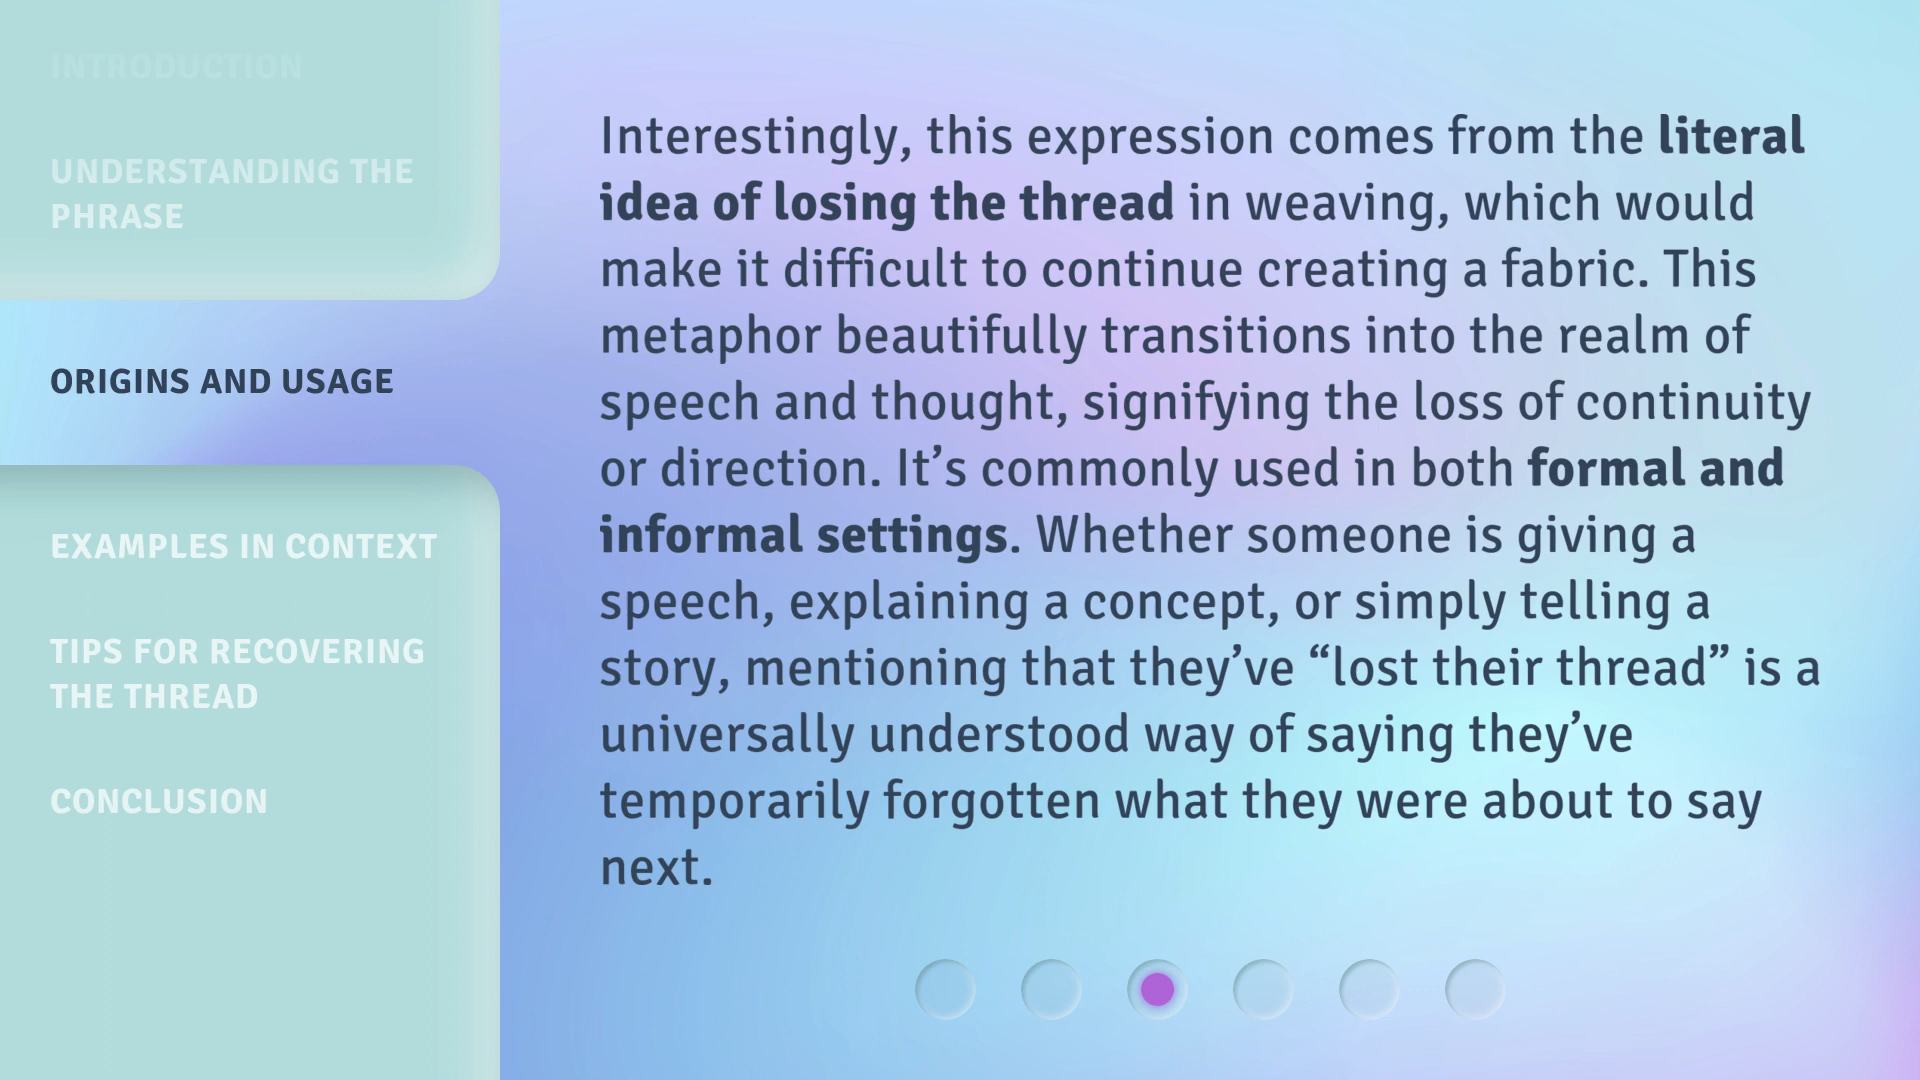 INTRODUCTION
UNDERSTANDING THE
PHRASE
ORIGINS AND USAGE
EXAMPLES IN CONTEXT
TIPS FOR RECOVERING
THE THREAD
CONCLUSION
Interestingly, this expression comes from the literal
idea of losing the thread in weaving, which would
make it difficult to continue creating a fabric. This
metaphor beautifully transitions into the realm of
speech and thought, signifying the loss of continuity
or direction. It’s commonly used in both formal and
informal settings. Whether someone is giving a
speech, explaining a concept, or simply telling a
story, mentioning that they’ve “lost their thread” is a
universally understood way of saying they’ve
temporarily forgotten what they were about to say
next.